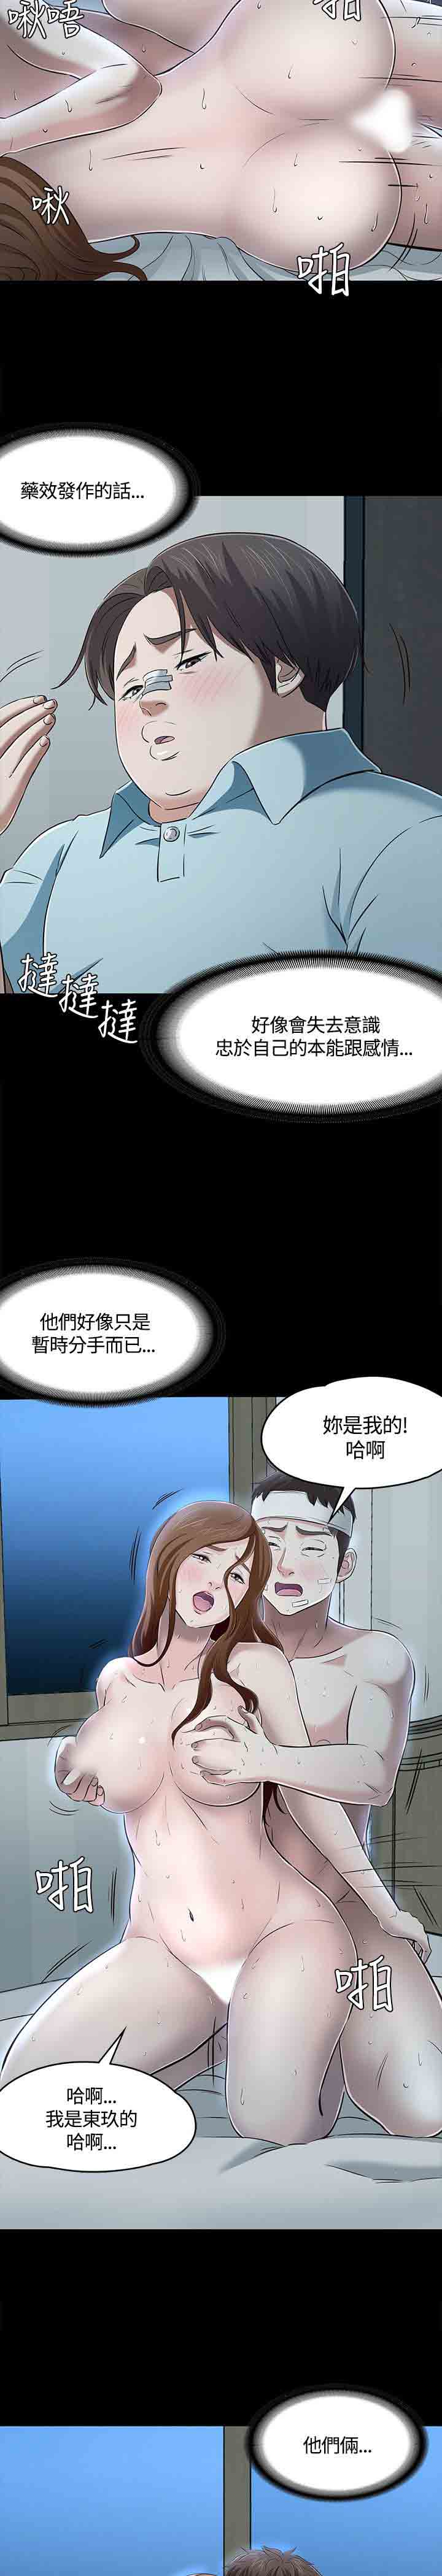 啪
啾唔
啾
啪
藥效發作的話...
撻撻撻
好像會失去意識
忠於自己的本能跟感情...
他們好像只是
暫時分手而已...
妳是我的!
哈啊
啪
啪
哈啊...
我是東玖的
哈啊...
他們倆...